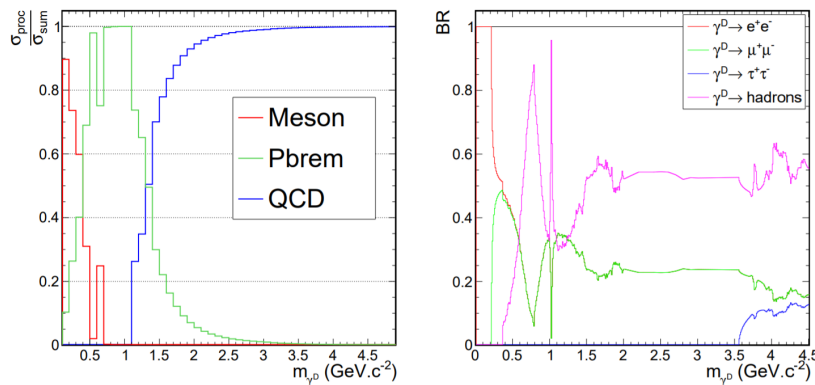 σproc
σsum
1
0.8
0.6
0.4
0.2
0
Meson
Pbrem
QCD
0.5 1 1.5 2 2.5 3 3.5 4 4.5
mγD (GeV.c-2)
BR
1
0.8
0.6
0.4
0.2
0
γD→ e+e-
γD→ μ+μ-
γD→ τ+τ-
γD→ hadrons
0 0.5 1 1.5 2 2.5 3 3.5 4 4.5
mγD (GeV.c-2)